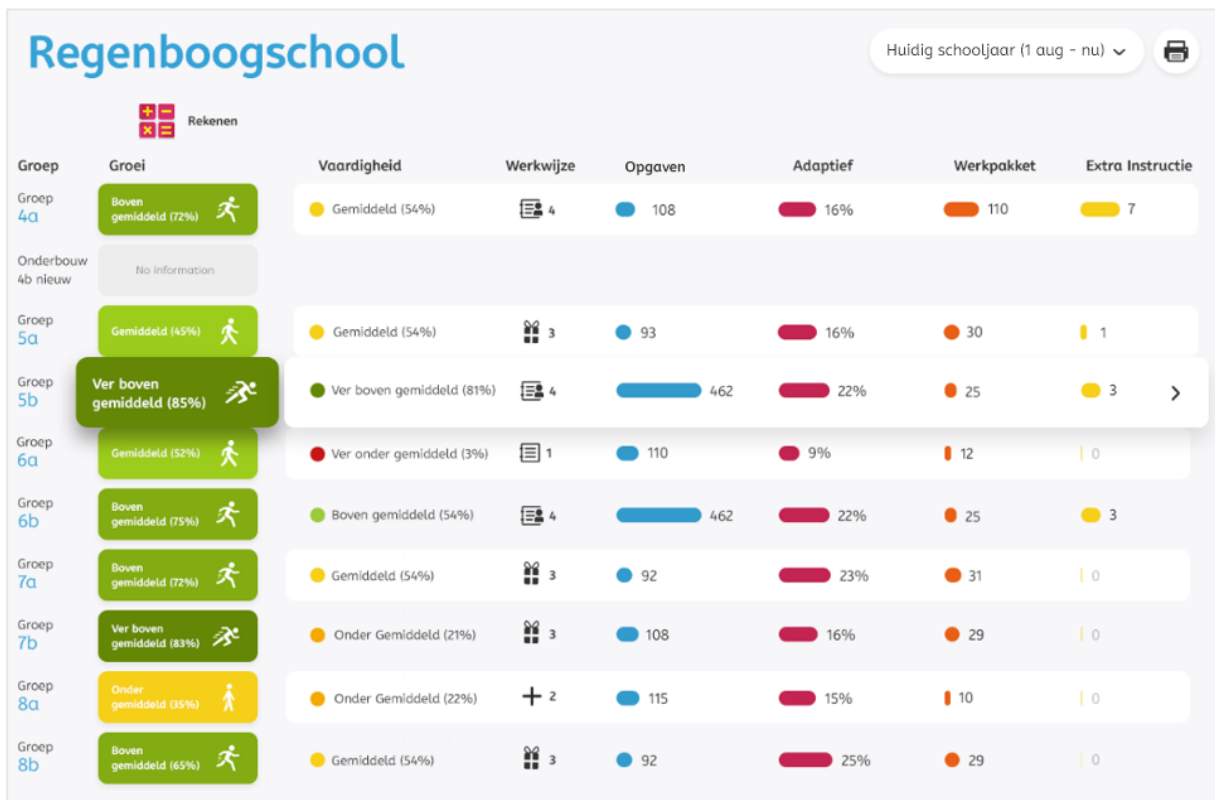 Regenboogschool
Huidig schooljaar (1 aug - nu)
Rekenen
Groep Groei Vaardigheid Werkwijze Opgaven Adaptief Werkpakket Extra Instructie
Groep 4a Boven gemiddeld (72%) Gemiddeld (54%) 4 108 16% 110 7
Onderbouw 4b nieuw No information
Groep 5a Gemiddeld (45%) Gemiddeld (54%) 3 93 16% 30 1
Groep 5b Ver boven gemiddeld (85%) Ver boven gemiddeld (81%) 4 462 22% 25 3
Groep 6a Gemiddeld (52%) Ver onder gemiddeld (3%) 1 110 9% 12 0
Groep 6b Boven gemiddeld (75%) Boven gemiddeld (54%) 4 462 22% 25 3
Groep 7a Boven gemiddeld (72%) Gemiddeld (54%) 3 92 23% 31 0
Groep 7b Ver boven gemiddeld (83%) Onder Gemiddeld (21%) 3 108 16% 29 0
Groep 8a Onder gemiddeld (35%) Onder Gemiddeld (22%) 2 115 15% 10 0
Groep 8b Boven gemiddeld (65%) Gemiddeld (54%) 3 92 25% 29 0